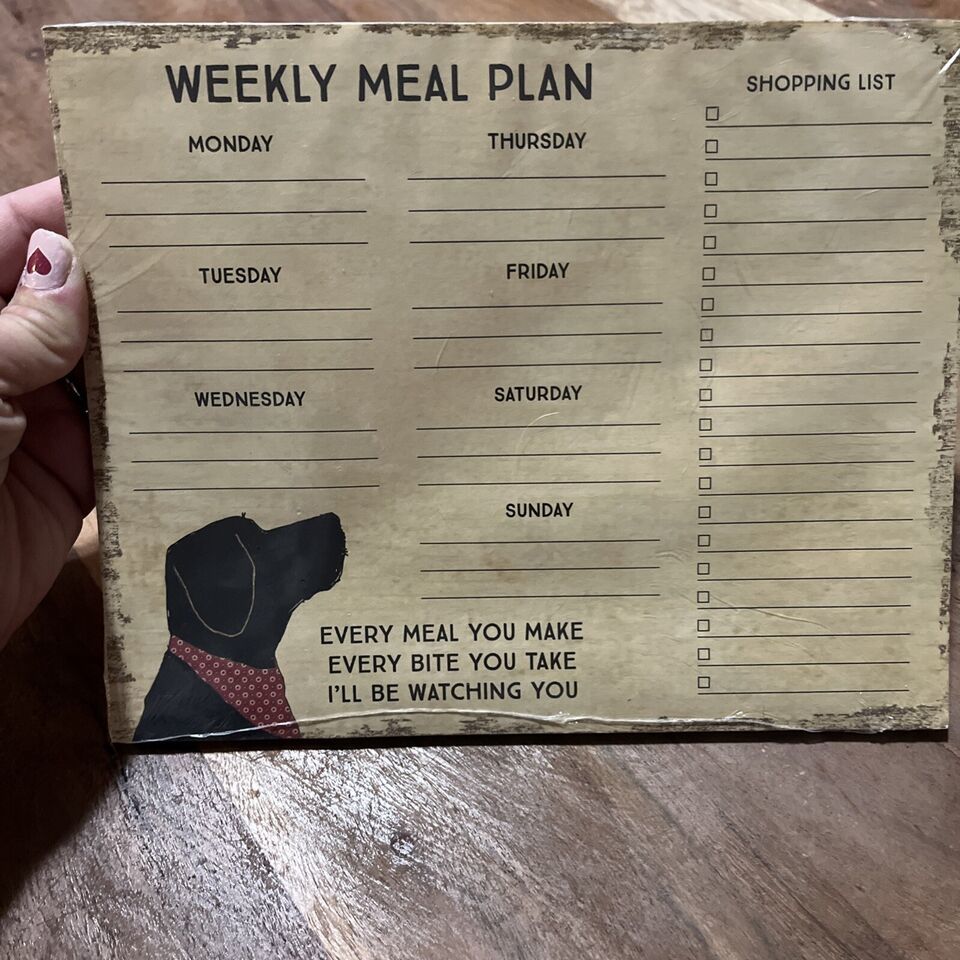 WEEKLY MEAL PLAN
MONDAY
TUESDAY
WEDNESDAY
THURSDAY
FRIDAY
SATURDAY
SUNDAY
SHOPPING LIST
EVERY MEAL YOU MAKE
EVERY BITE YOU TAKE
I'LL BE WATCHING YOU